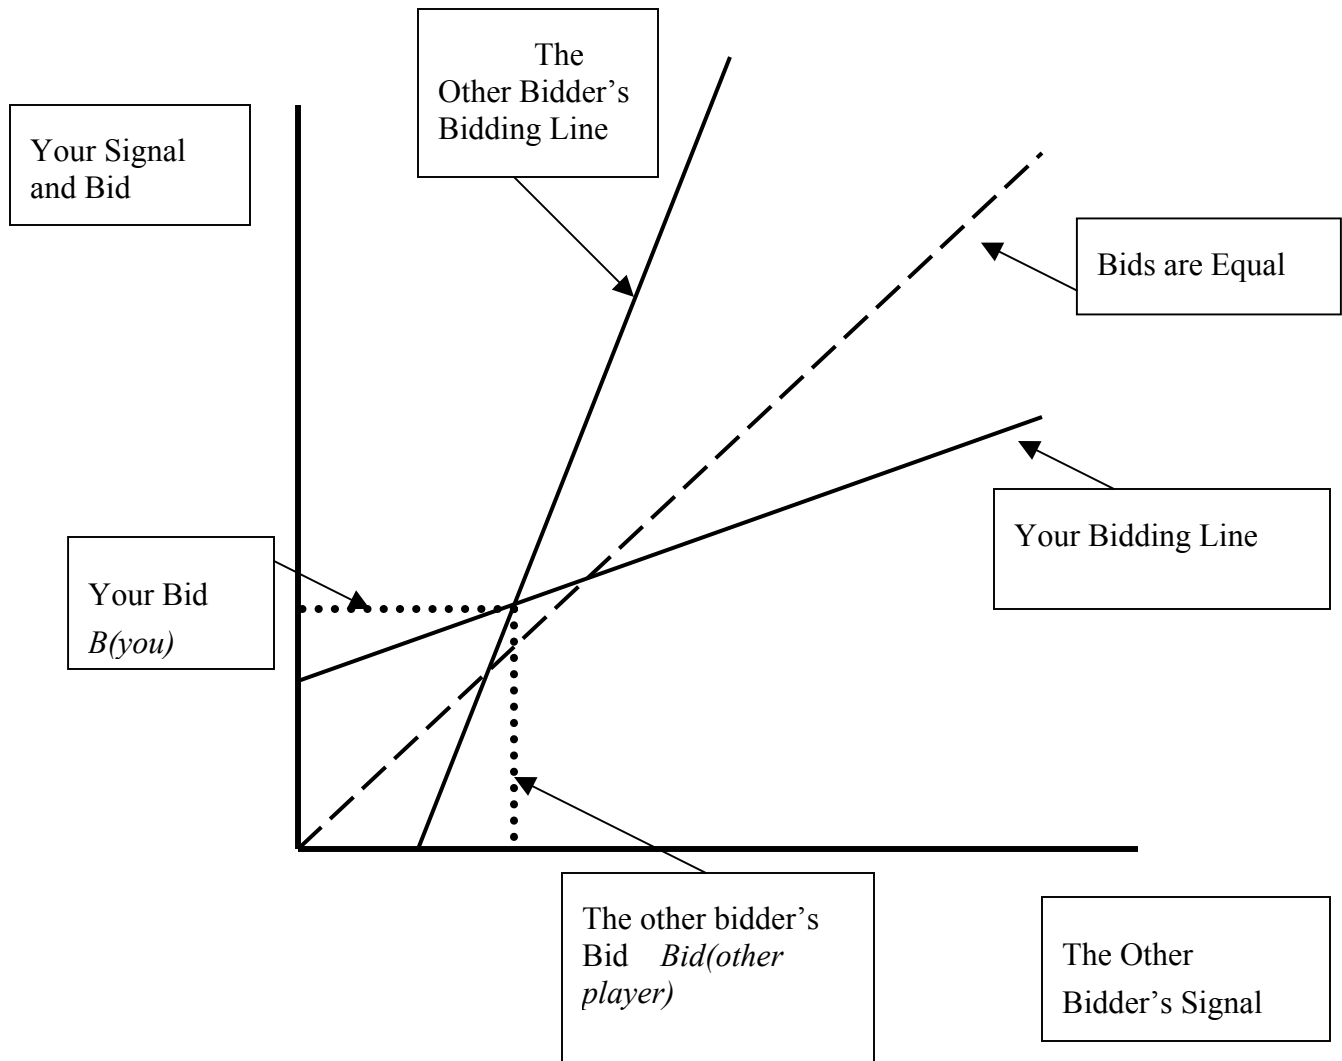 The
Other Bidder’s
Bidding Line
Your Signal
and Bid
Bids are Equal
Your Bidding Line
Your Bid
B(you)
The other bidder’s
Bid Bid(other
player)
The Other
Bidder’s Signal